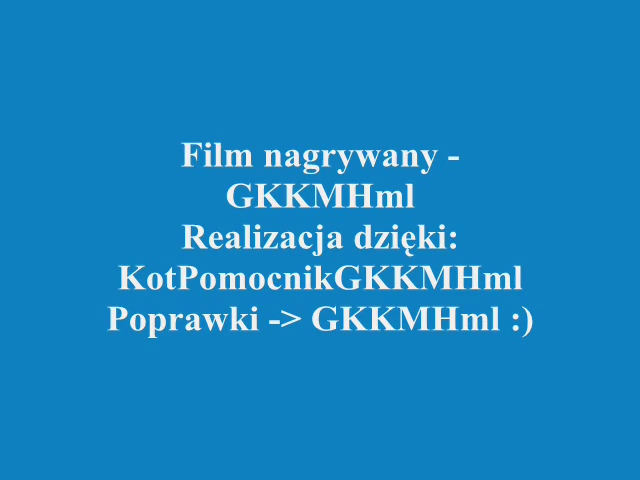 Film nagrywany -
GKKMHml
Realizacja dzięki:
KotPomocnikGKKMHml
Poprawki -> GKKMHml :)